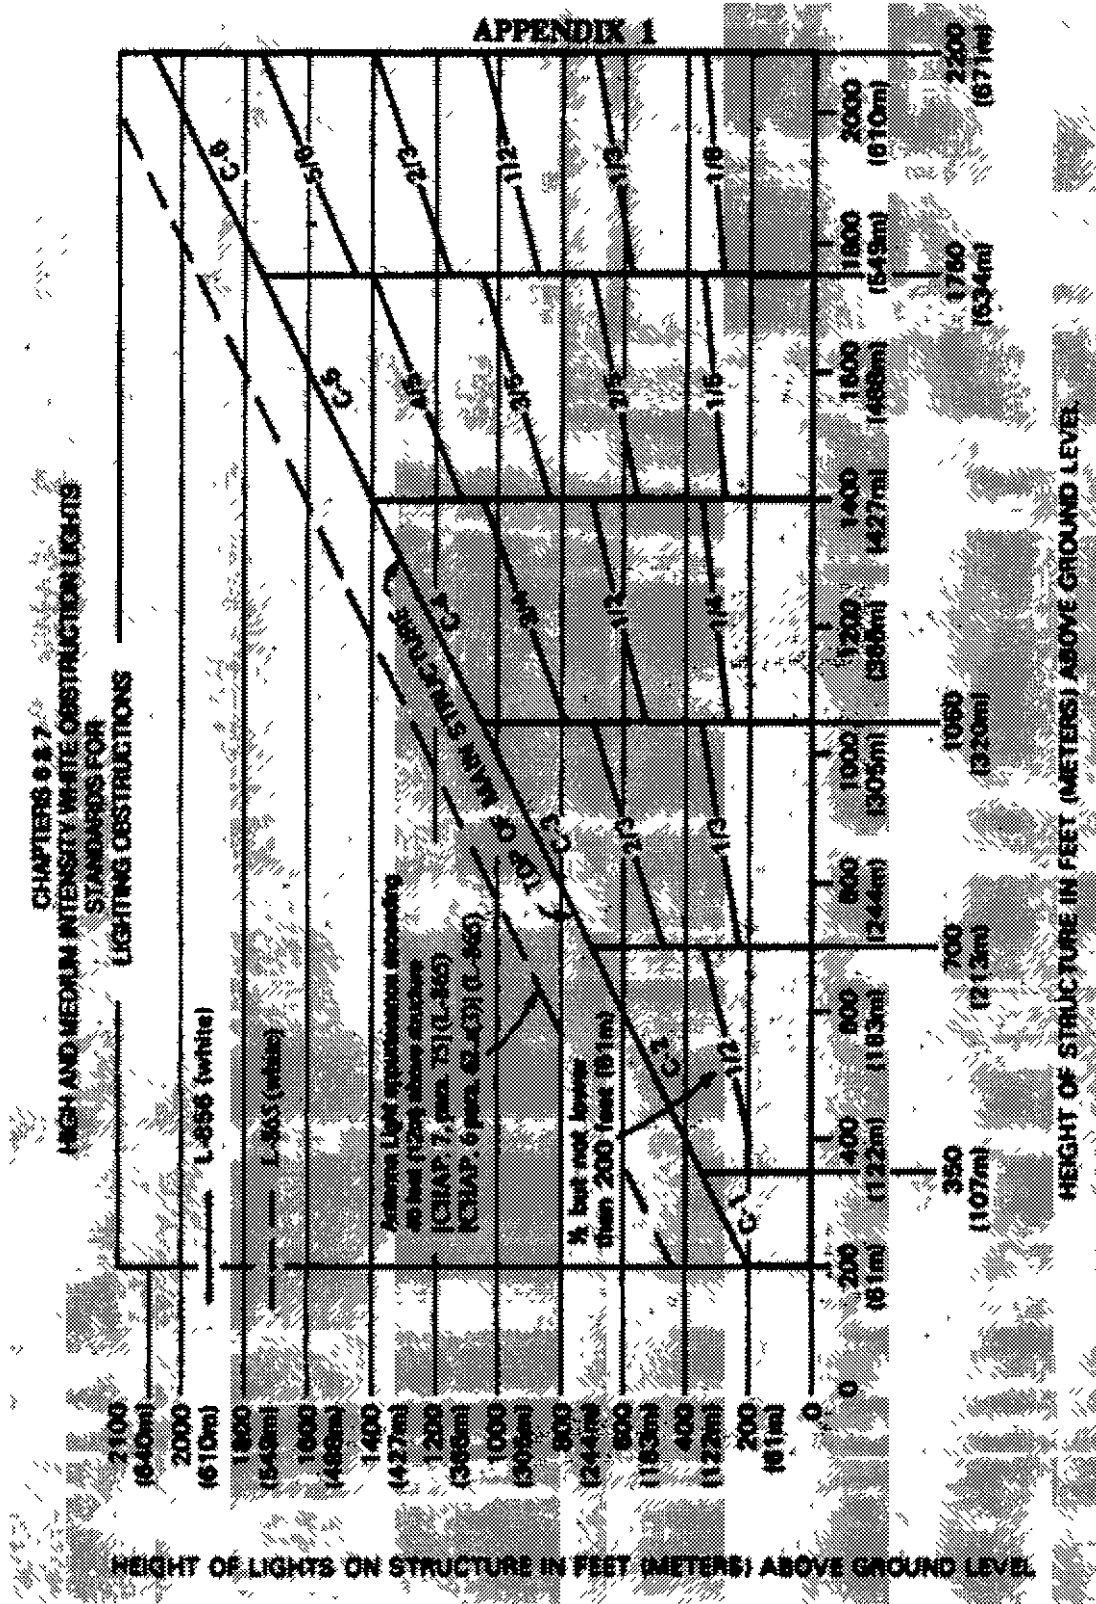 APPENDIX 1
CHAPTERS 6 & 7
HIGH AND MEDIUM INTENSITY WHITE OBSTRUCTION LIGHTS
STANDARDS FOR
LIGHTING OBSTRUCTIONS
L-856 (white)
L-865 (white)
Antenna Light appurtenance exceeding
40 feet (12m) above structure
[CHAP. 7, para. 75] (L-865)
[CHAP. 6 para. 62.a(3)] (L-865)
½ but not lower
than 200 feet (61m)
TOP OF MAIN STRUCTURE
C-1
C-2
C-3
C-4
C-5
C-6
1/2
2/3
1/3
3/4
1/2
1/4
4/5
3/5
2/5
1/5
5/6
2/3
1/2
1/3
1/6
2100
(640m)
2000
(610m)
1800
(549m)
1600
(488m)
1400
(427m)
1200
(366m)
1000
(305m)
800
(244m)
600
(183m)
400
(122m)
200
(61m)
0
0
200
(61m)
400
(122m)
600
(183m)
800
(244m)
1000
(305m)
1200
(366m)
1400
(427m)
1600
(488m)
1800
(549m)
2000
(610m)
350
(107m)
700
(213m)
1050
(320m)
1750
(534m)
2200
(671m)
HEIGHT OF STRUCTURE IN FEET (METERS) ABOVE GROUND LEVEL
HEIGHT OF LIGHTS ON STRUCTURE IN FEET (METERS) ABOVE GROUND LEVEL